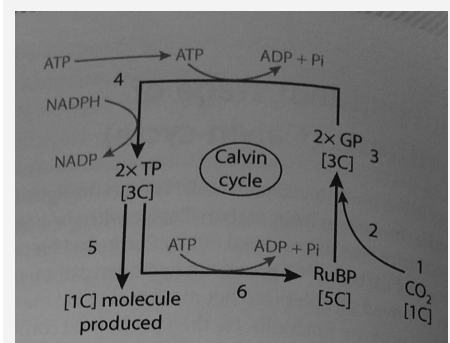 ATP
ATP
ADP + Pi
4
NADPH
NADP
2× TP
[3C]
Calvin
cycle
2× GP
[3C]
3
5
ATP
ADP + Pi
2
6
RuBP
[5C]
1
CO₂
[1C]
[1C] molecule
produced